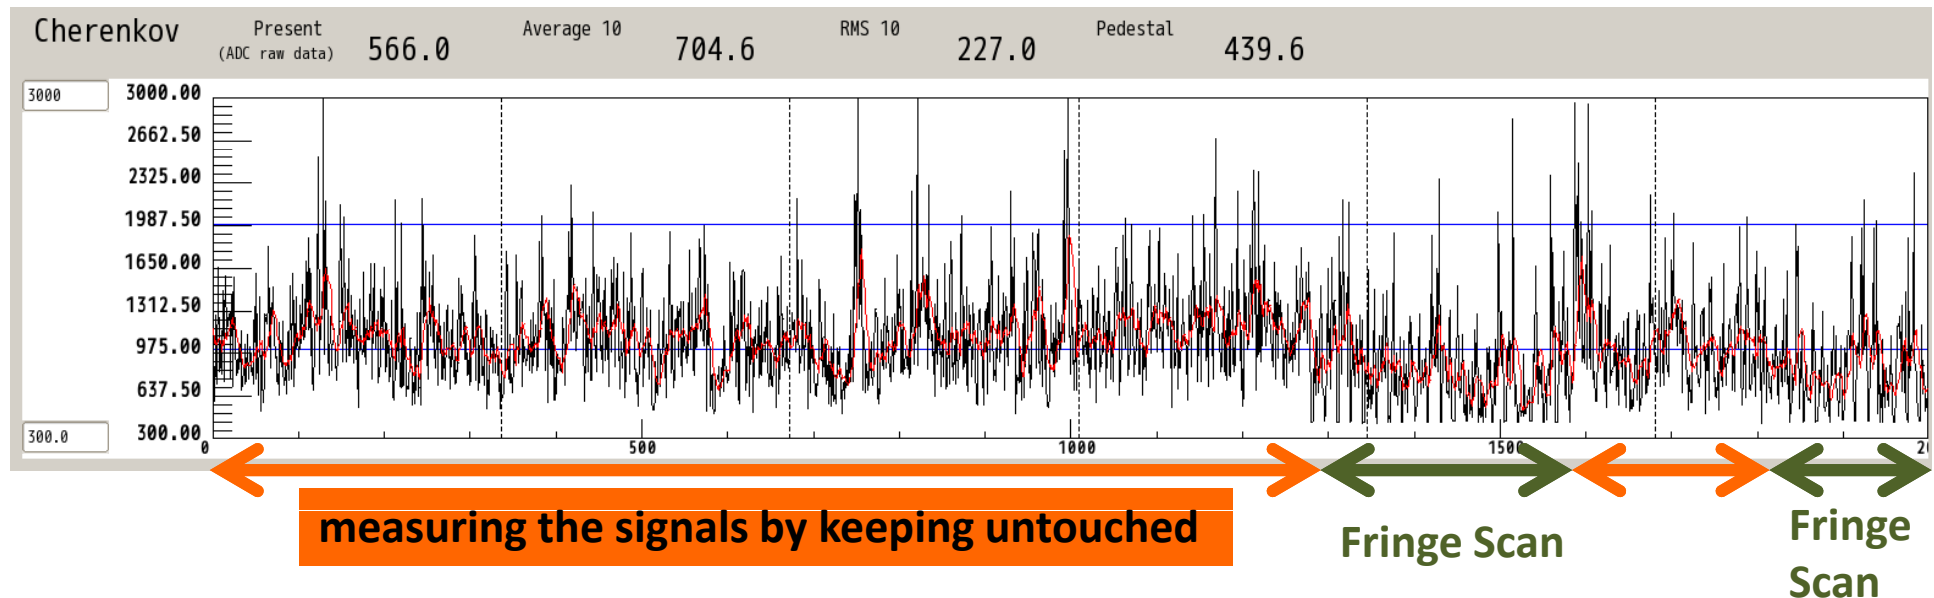 Cherenkov
Present
(ADC raw data)
566.0
Average 10
704.6
RMS 10
227.0
Pedestal
439.6
3000
3000.00
2662.50
2325.00
1987.50
1650.00
1312.50
975.00
637.50
300.0
300.00
0
500
1000
1500
2
measuring the signals by keeping untouched
Fringe Scan
Fringe
Scan